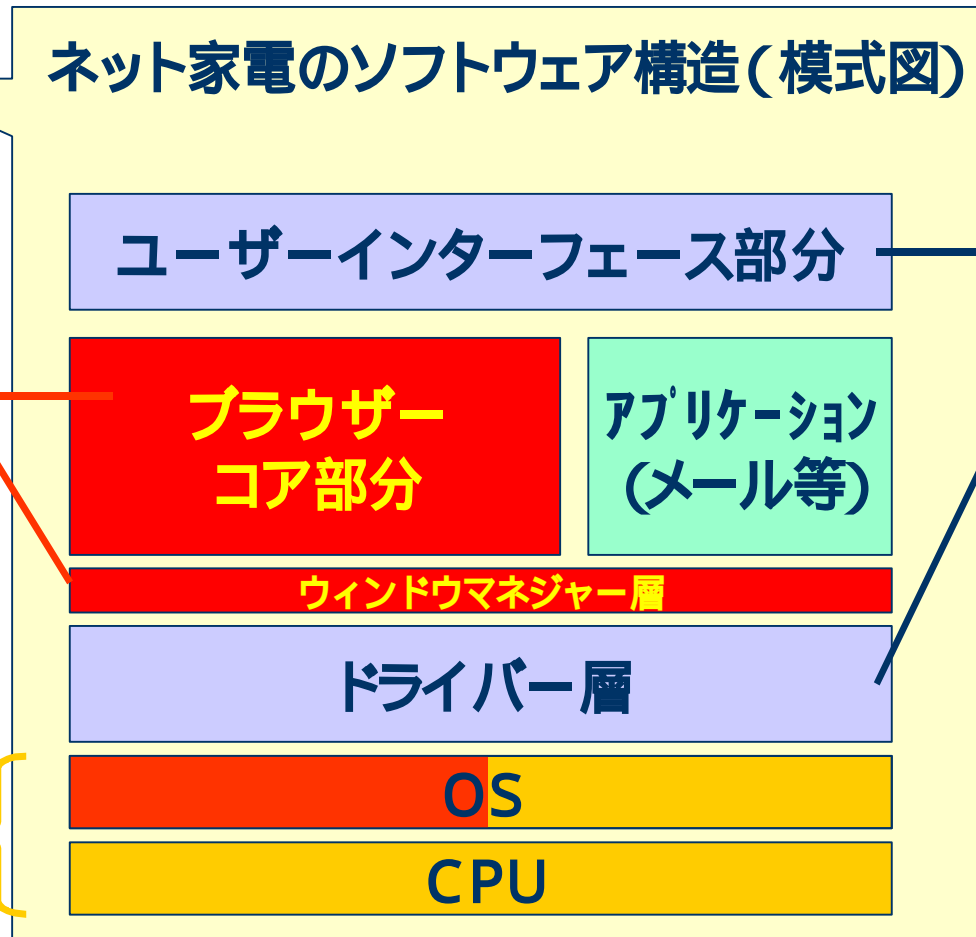 ネット家電のソフトウェア構造(模式図)
ユーザーインターフェース部分
ブラウザー
コア部分
アプリケーション
(メール等)
ウィンドウマネジャー層
ドライバー層
OS
CPU